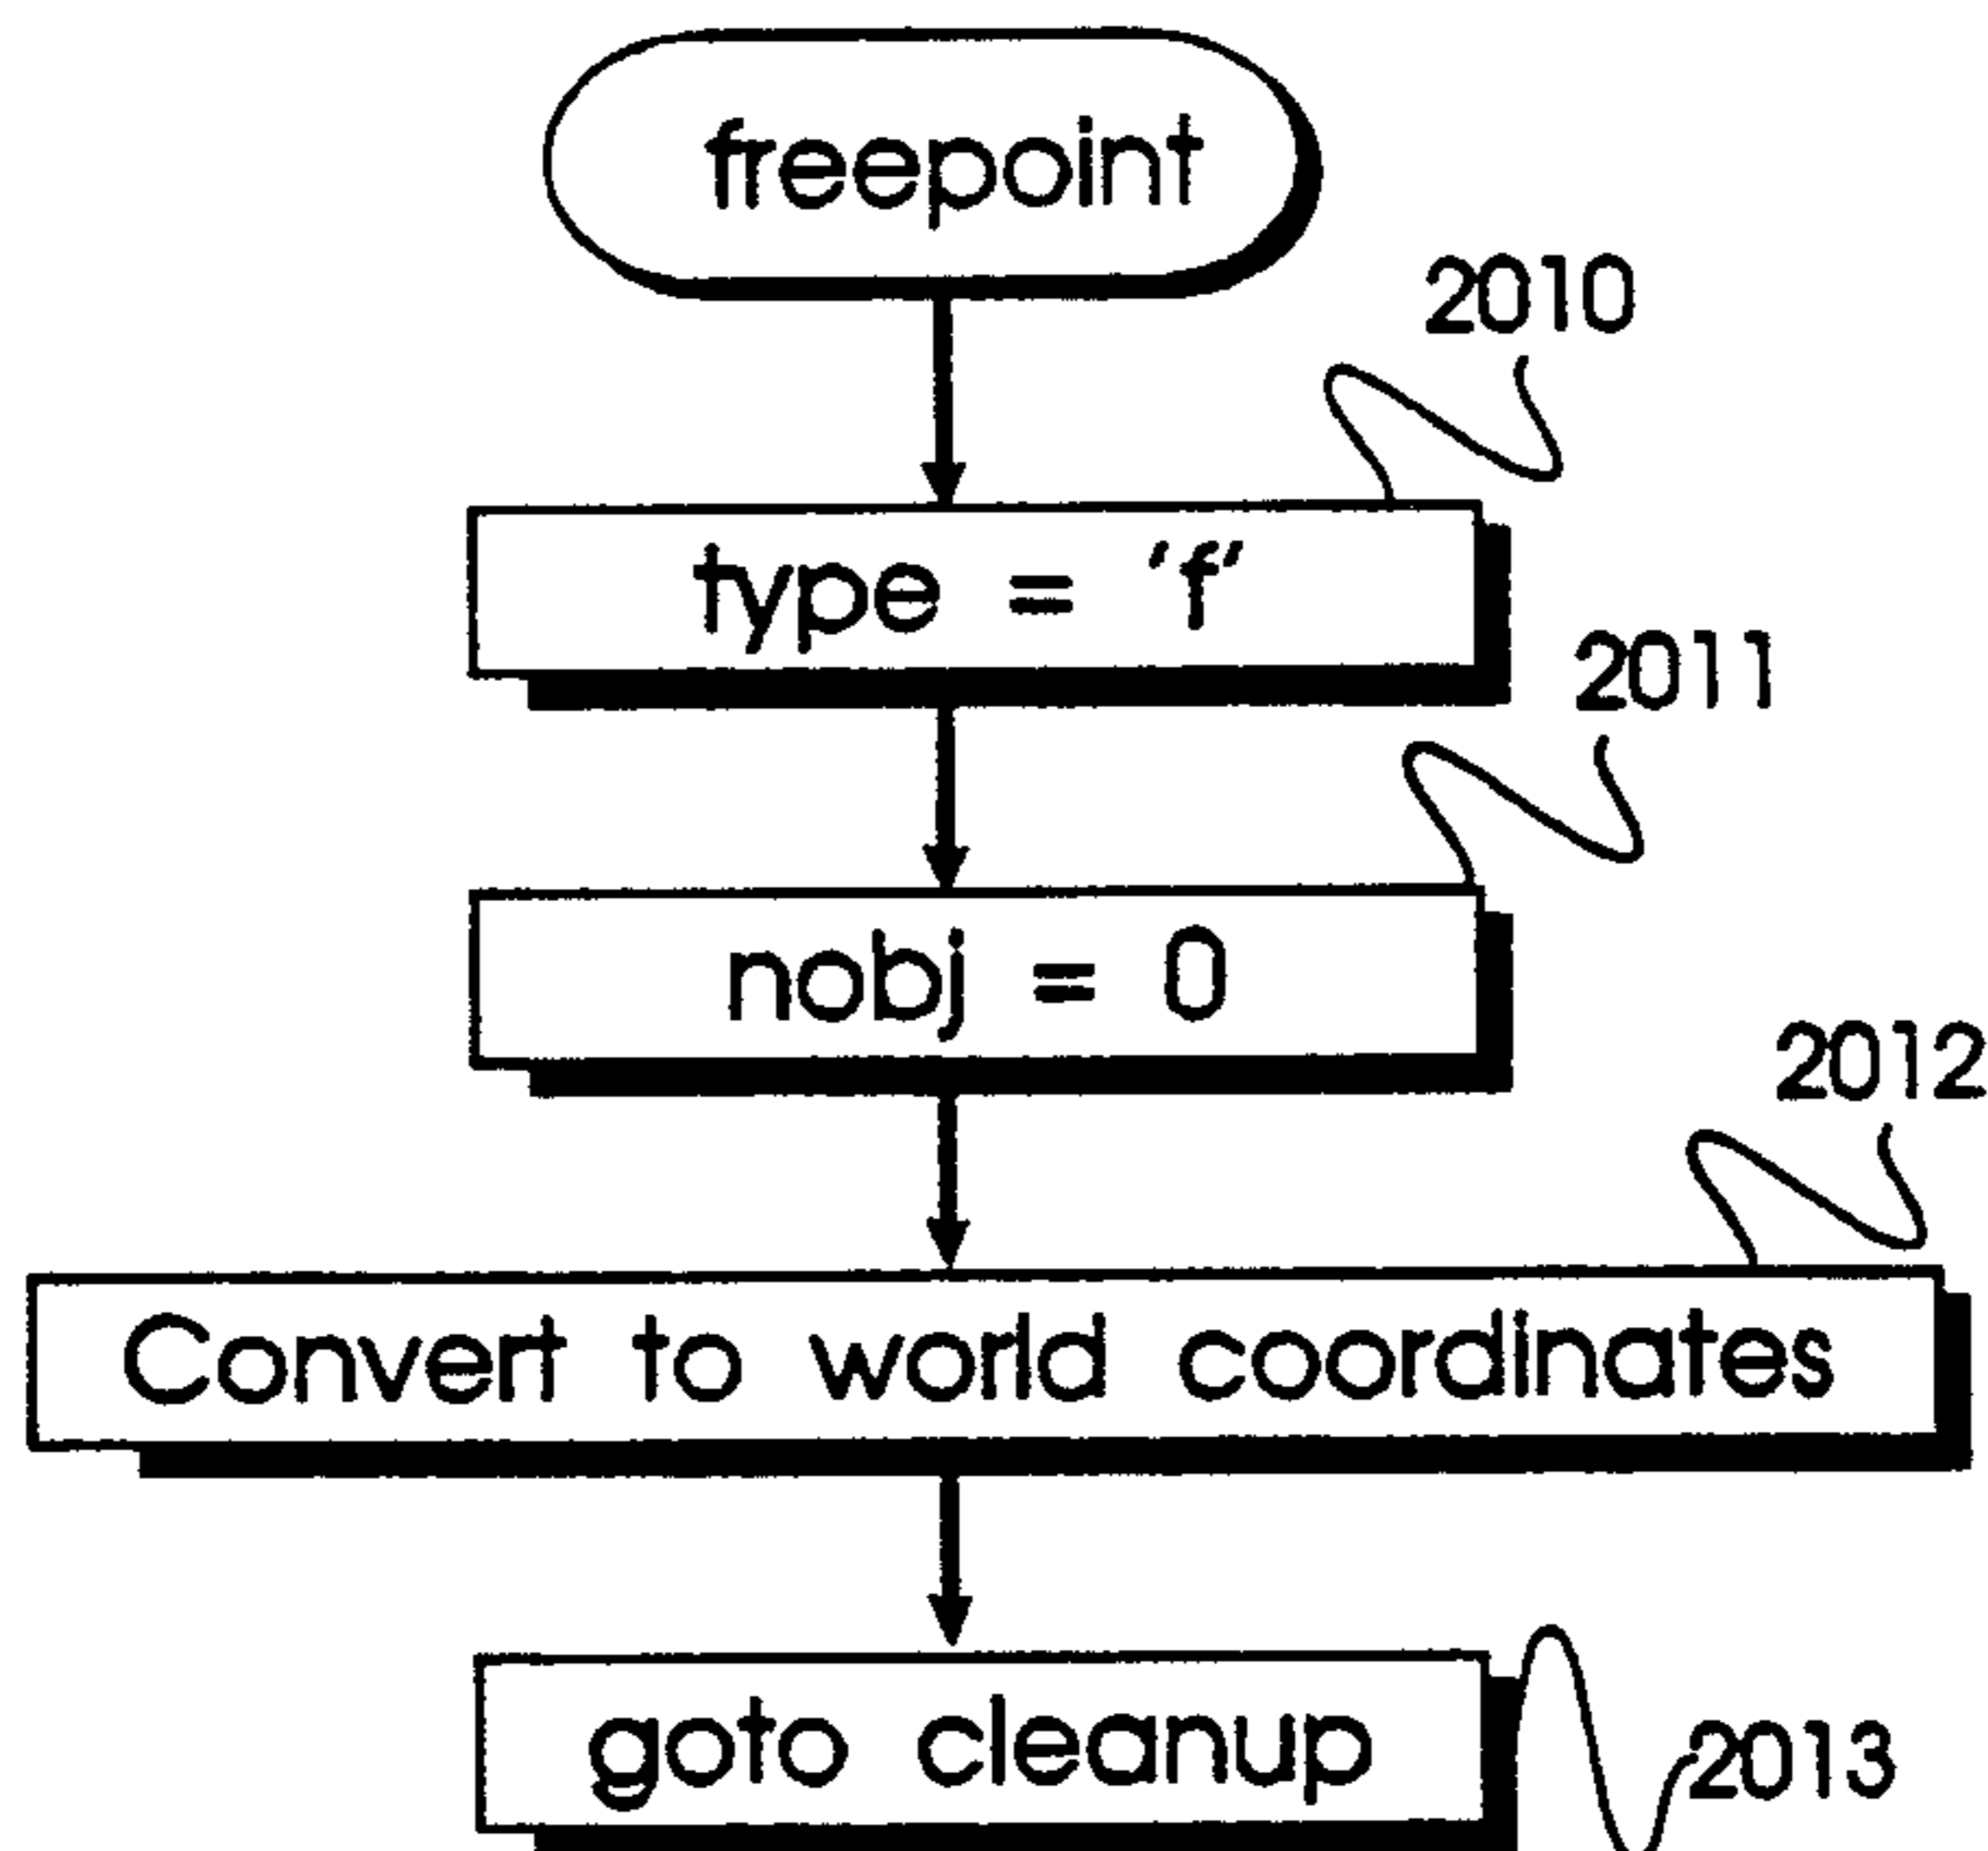 freepoint
2010
type = 'f'
2011
nobj = 0
2012
Convert to world coordinates
goto cleanup
2013